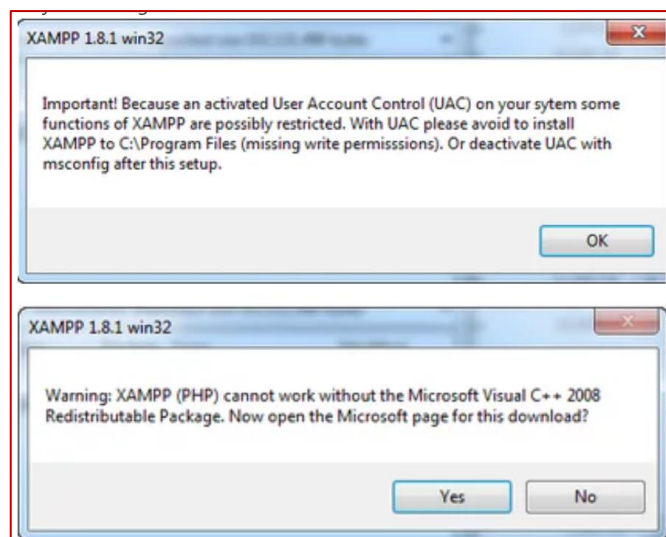 XAMPP 1.8.1 win32
Important! Because an activated User Account Control (UAC) on your sytem some
functions of XAMPP are possibly restricted. With UAC please avoid to install
XAMPP to C:\Program Files (missing write permisssions). Or deactivate UAC with
msconfig after this setup.
OK
XAMPP 1.8.1 win32
Warning: XAMPP (PHP) cannot work without the Microsoft Visual C++ 2008
Redistributable Package. Now open the Microsoft page for this download?
Yes No